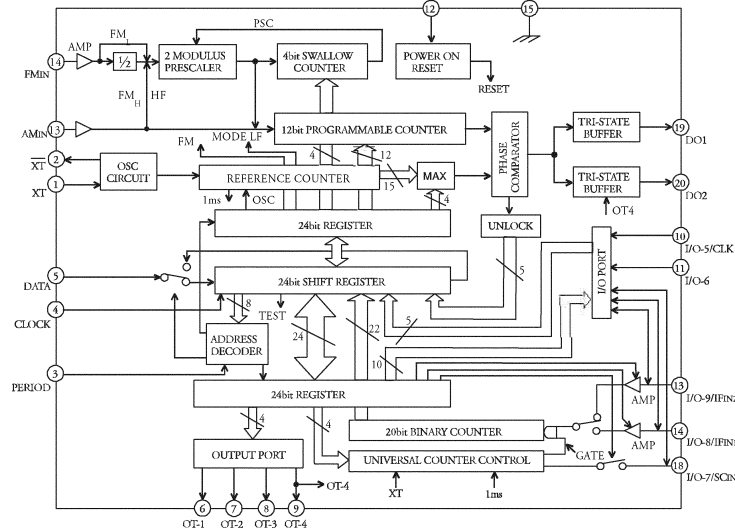 PSC
12
15
AMP
FML
14
FMIN
1/2
2 MODULUS
PRESCALER
4bit SWALLOW
COUNTER
POWER ON
RESET
RESET
FMH
HF
13
AMIN
12bit PROGRAMMABLE COUNTER
PHASE
COMPARATOR
TRI-STATE
BUFFER
19
DO1
FM
MODE LF
4
12
2
XT
OSC
CIRCUIT
REFERENCE COUNTER
15
MAX
TRI-STATE
BUFFER
20
DO2
1
XT
1ms
OSC
4
OT4
24bit REGISTER
UNLOCK
10
I/O-5/CLK
I/O PORT
5
DATA
24bit SHIFT REGISTER
5
11
I/O-6
4
CLOCK
8
TEST
24
22
5
ADDRESS
DECODER
10
3
PERIOD
24bit REGISTER
AMP
13
I/O-9/IFIN2
4
4
20bit BINARY COUNTER
AMP
14
I/O-8/IFIN1
OUTPUT PORT
UNIVERSAL COUNTER CONTROL
GATE
18
I/O-7/SCIN
OT-4
XT
1ms
6
7
8
9
OT-1
OT-2
OT-3
OT-4